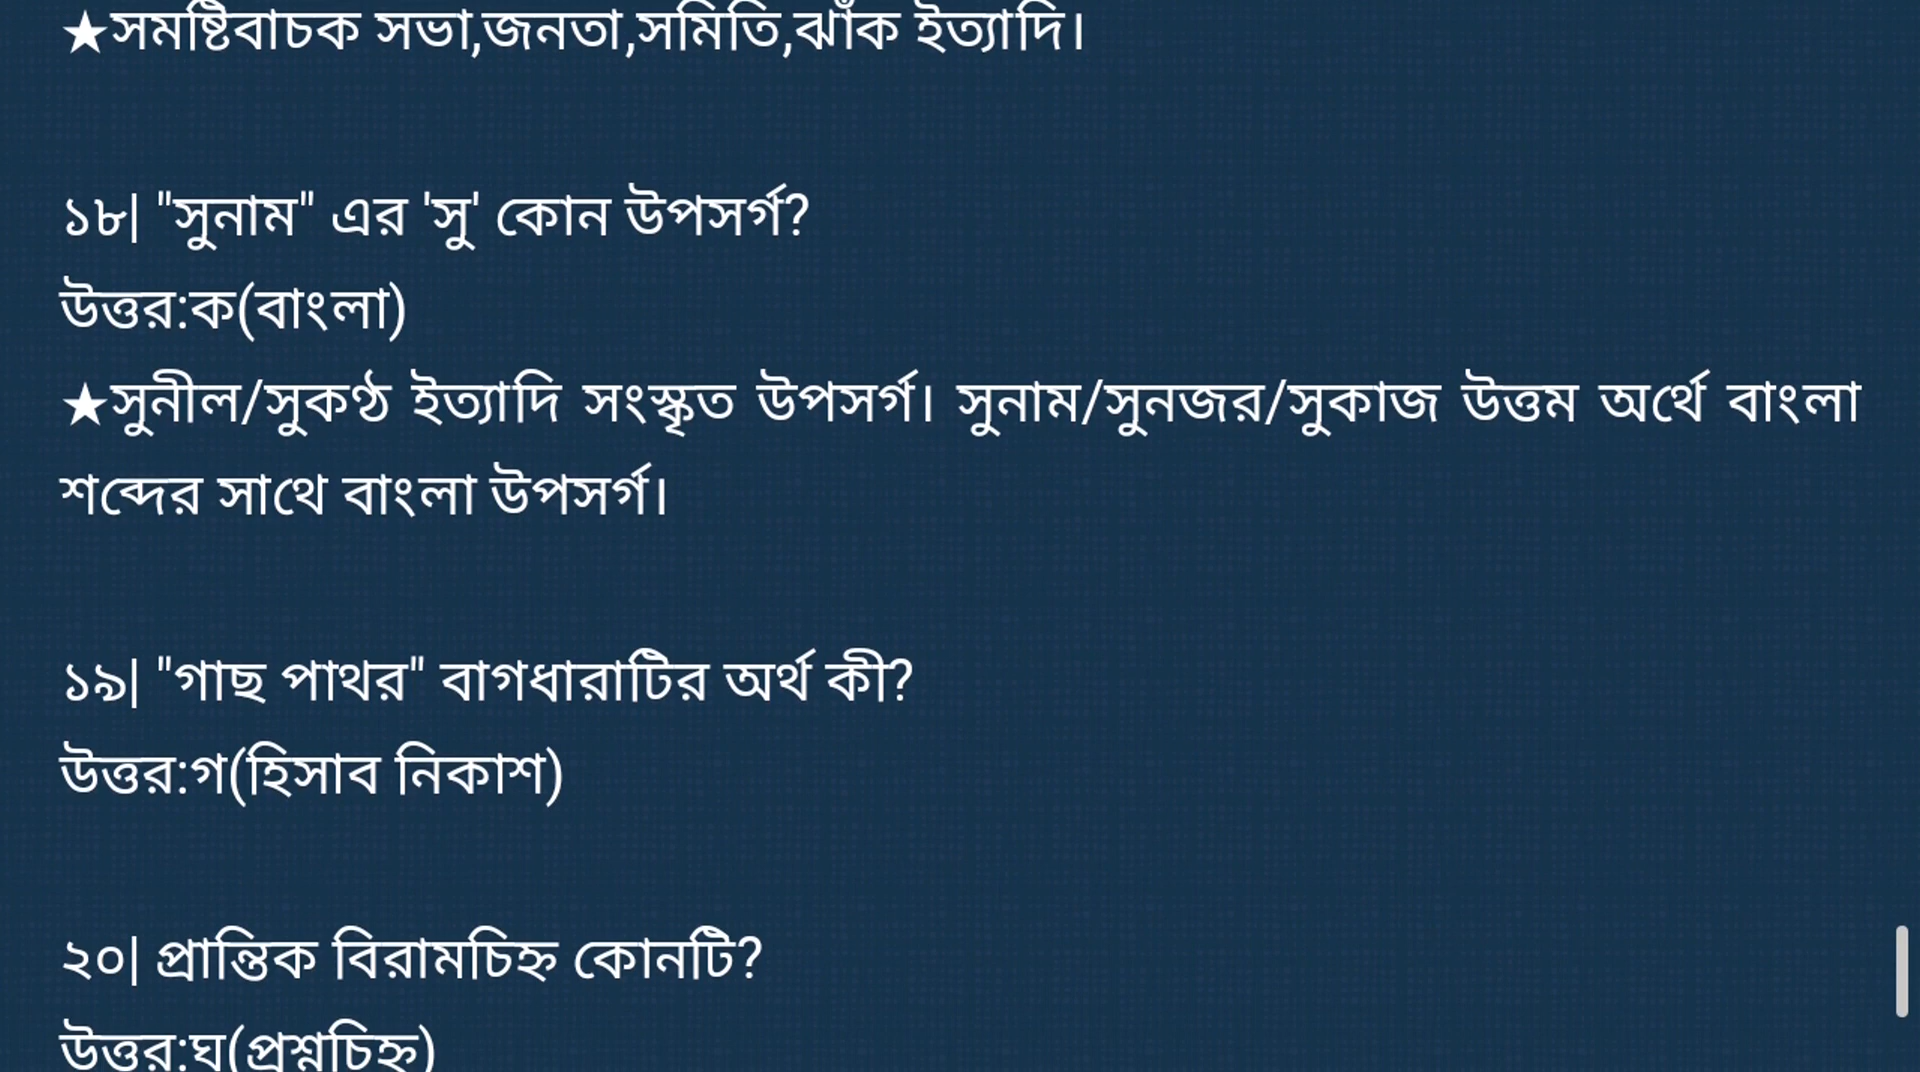 ★সমষ্টিবাচক সভা,জনতা,সমিতি,ঝাঁক ইত্যাদি।
১৮| "সুনাম" এর 'সু' কোন উপসর্গ?
উত্তর:ক(বাংলা)
★সুনীল/সুকণ্ঠ ইত্যাদি সংস্কৃত উপসর্গ। সুনাম/সুনজর/সুকাজ উত্তম অর্থে বাংলা
শব্দের সাথে বাংলা উপসর্গ।
১৯| "গাছ পাথর" বাগধারাটির অর্থ কী?
উত্তর:গ(হিসাব নিকাশ)
২০| প্রান্তিক বিরামচিহ্ন কোনটি?
উত্তর:ঘ(প্রশ্নচিহ্ন)